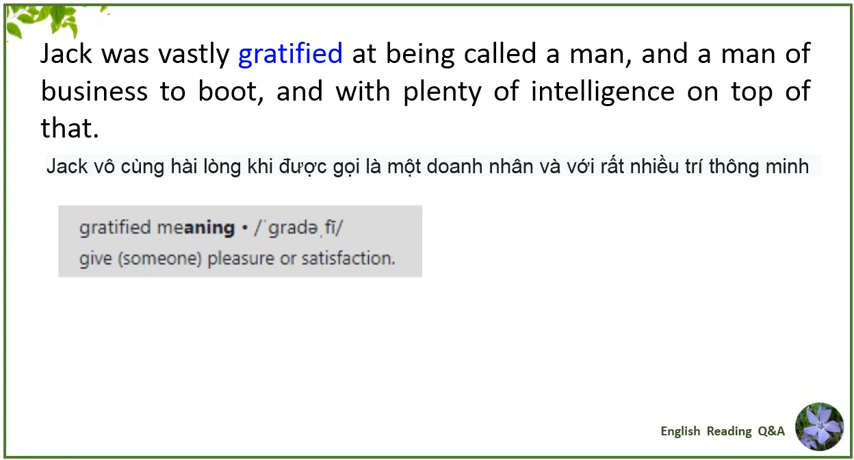 Jack was vastly gratified at being called a man, and a man of
business to boot, and with plenty of intelligence on top of
that.
Jack vô cùng hài lòng khi được gọi là một doanh nhân và với rất nhiều trí thông minh
gratified meaning • /ˈgradəˌfī/
give (someone) pleasure or satisfaction.
English Reading Q&A